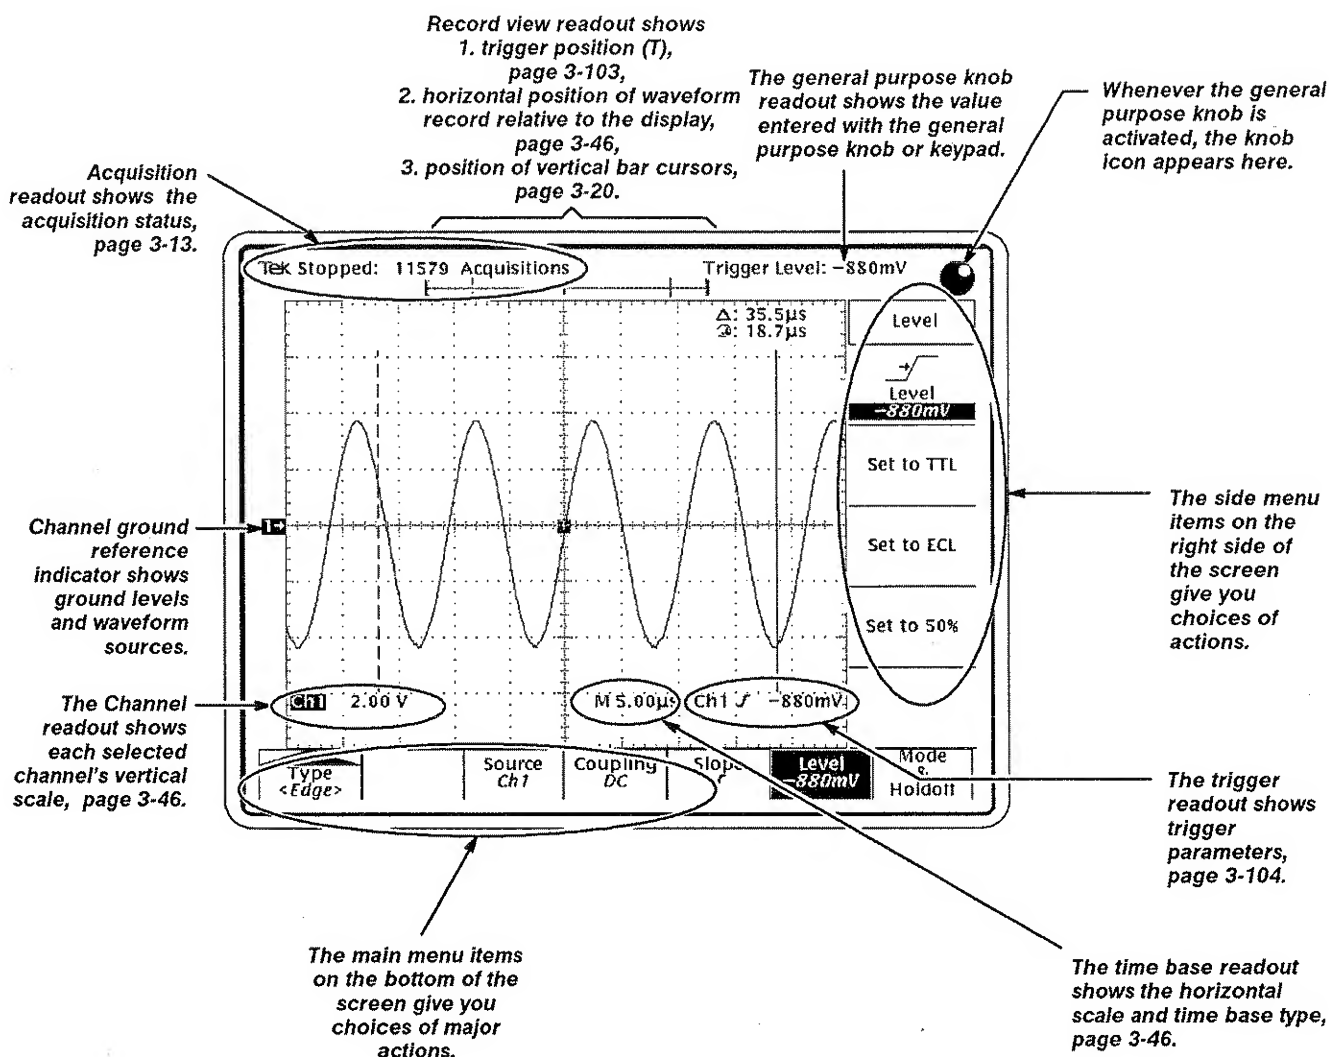 Record view readout shows
1. trigger position (T),
page 3-103,
2. horizontal position of waveform
record relative to the display,
page 3-46,
3. position of vertical bar cursors,
page 3-20.
The general purpose knob
readout shows the value
entered with the general
purpose knob or keypad.
Whenever the general
purpose knob is
activated, the knob
icon appears here.
Acquisition
readout shows the
acquisition status,
page 3-13.
Tek Stopped: 11579 Acquisitions
Trigger Level: −880mV
Δ: 35.5µs
@: 18.7µs
Level
Level
−880mV
Set to TTL
Set to ECL
Set to 50%
1→
Channel ground
reference
indicator shows
ground levels
and waveform
sources.
The side menu
items on the
right side of
the screen
give you
choices of
actions.
The Channel
readout shows
each selected
channel's vertical
scale, page 3-46.
Ch1 2.00 V
M 5.00µs
Ch1 ∫ −880mV
Type
<Edge>
Source
Ch1
Coupling
DC
Slope
Level
−880mV
Mode
&
Holdoff
The trigger
readout shows
trigger
parameters,
page 3-104.
The main menu items
on the bottom of the
screen give you
choices of major
actions.
The time base readout
shows the horizontal
scale and time base type,
page 3-46.